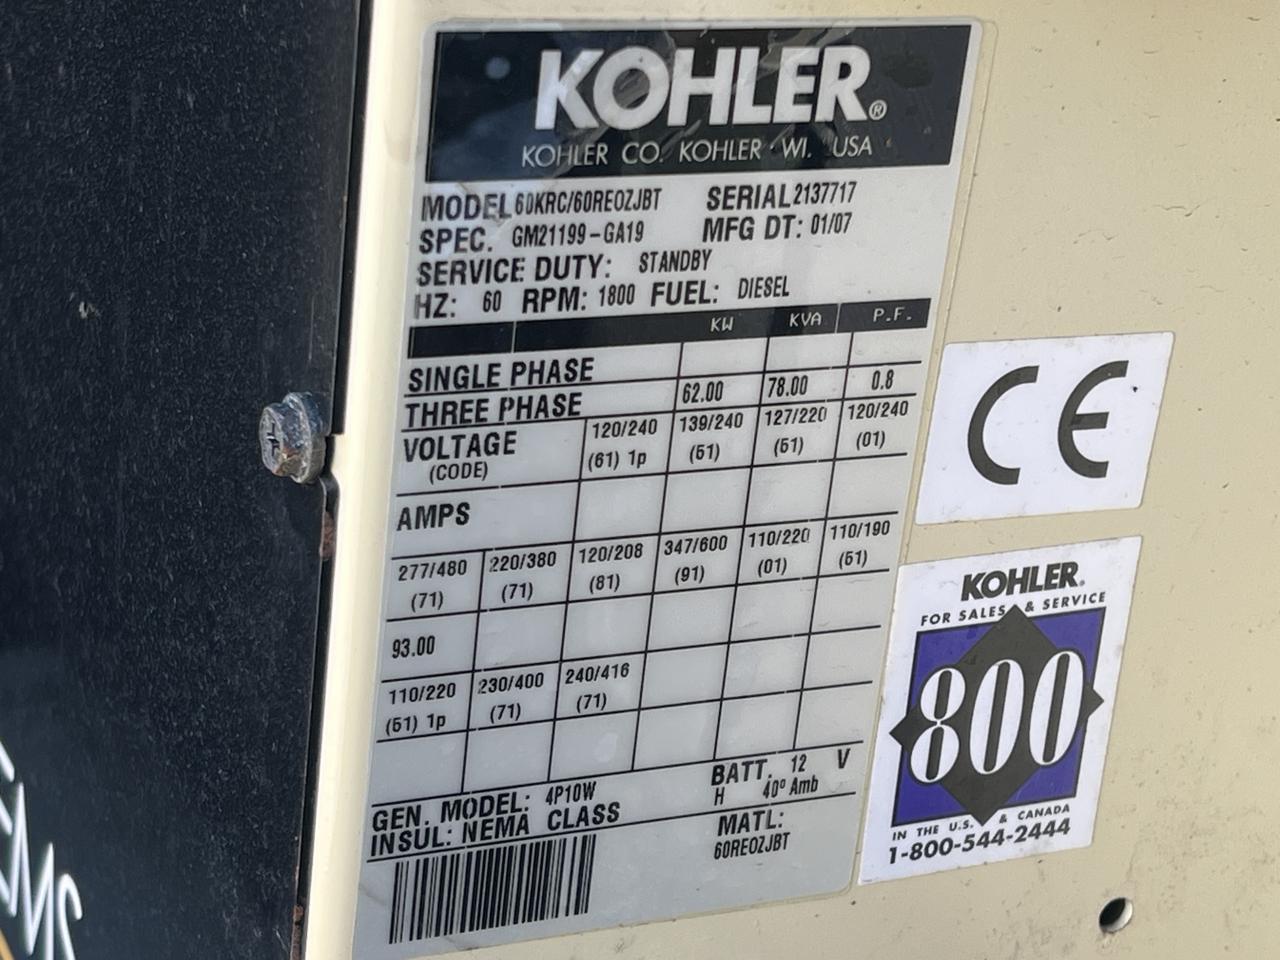 KOHLER®
KOHLER CO. KOHLER · WI. USA
MODEL 60KRC/60REOZJBT SERIAL 2137717
SPEC. GM21199-GA19 MFG DT: 01/07
SERVICE DUTY: STANDBY
HZ: 60 RPM: 1800 FUEL: DIESEL
KW KVA P.F.
SINGLE PHASE
THREE PHASE 62.00 78.00 0.8
VOLTAGE 120/240 139/240 127/220 120/240
(CODE) (61) 1p (51) (51) (01)
AMPS
277/480 220/380 120/208 347/600 110/220 110/190
(71) (71) (81) (91) (01) (51)
93.00
110/220 230/400 240/416
(51) 1p (71) (71)
GEN. MODEL: 4P10W BATT. 12 V
INSUL: NEMA CLASS H 40º Amb
MATL:
60REOZJBT
CE
KOHLER®
FOR SALES & SERVICE
800
IN THE U.S. & CANADA
1-800-544-2444